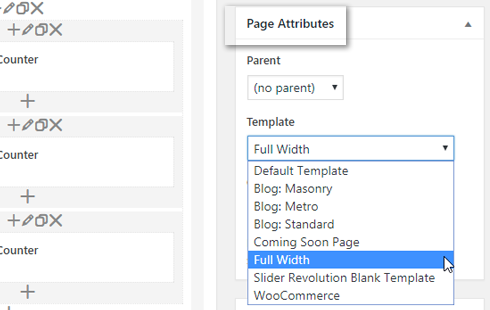 Page Attributes
Counter
Parent
(no parent)
Counter
Template
Full Width
Default Template
Blog: Masonry
Blog: Metro
Blog: Standard
Coming Soon Page
Counter
Full Width
Slider Revolution Blank Template
WooCommerce